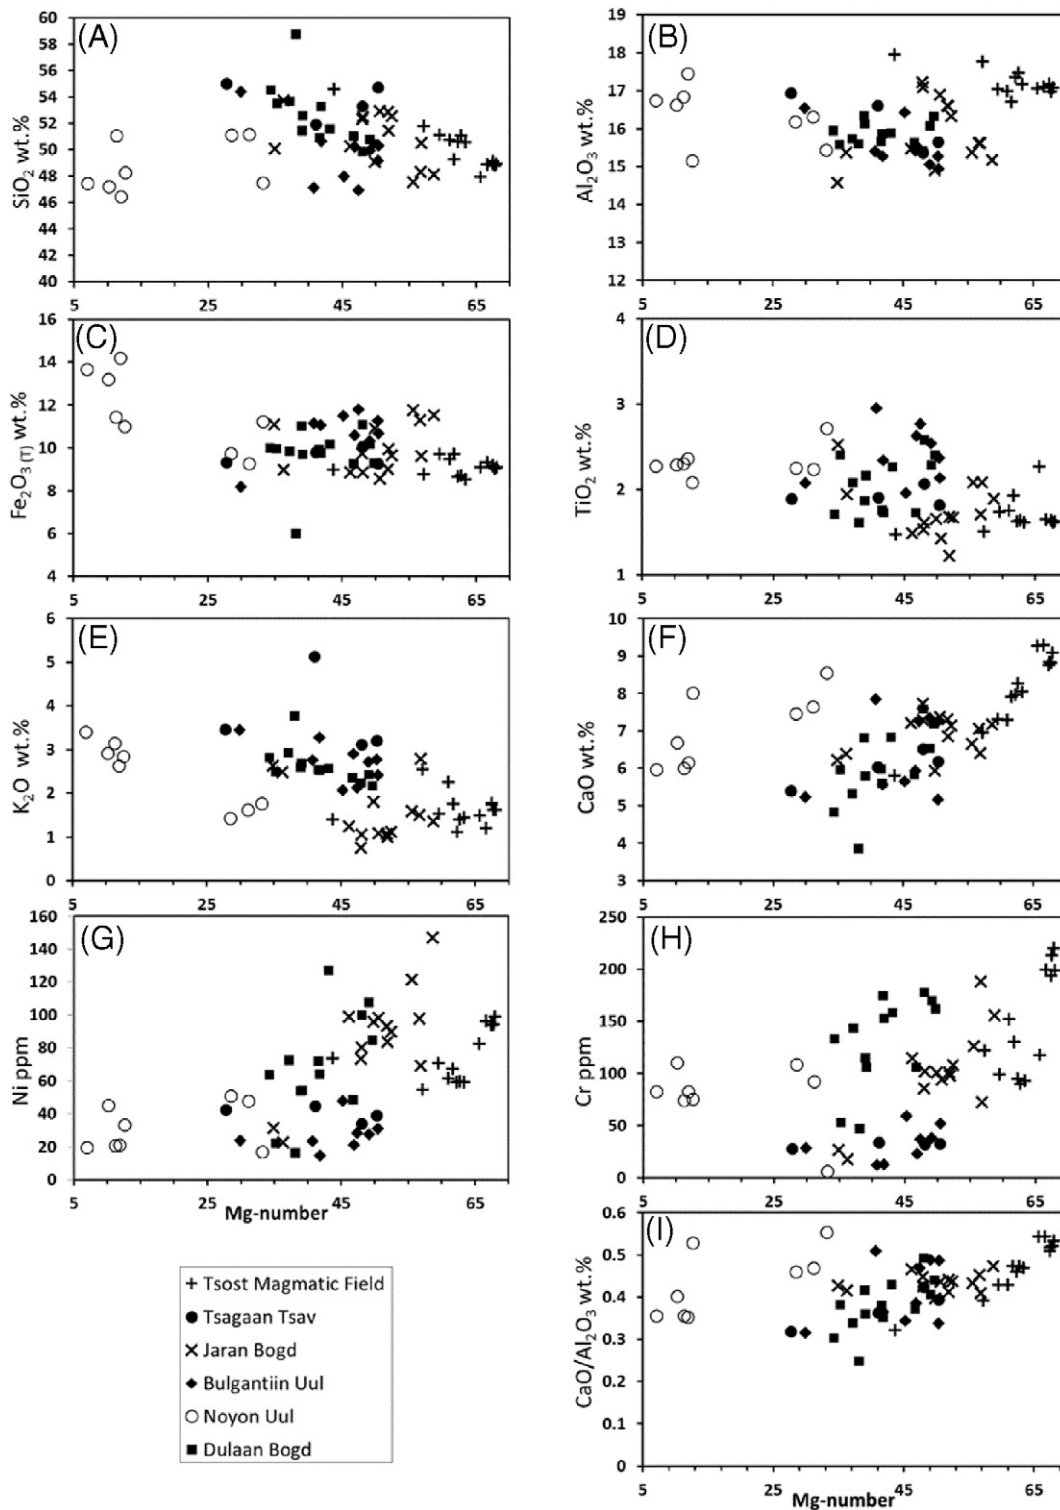 (A)
SiO2 wt.%
60
58
56
54
52
50
48
46
44
42
40
5 25 45 65
(B)
Al2O3 wt.%
19
18
17
16
15
14
13
12
5 25 45 65
(C)
Fe2O3 (T) wt.%
16
14
12
10
8
6
4
5 25 45 65
(D)
TiO2 wt.%
4
3
2
1
5 25 45 65
(E)
K2O wt.%
6
5
4
3
2
1
0
5 25 45 65
(F)
CaO wt.%
10
9
8
7
6
5
4
3
5 25 45 65
(G)
Ni ppm
160
140
120
100
80
60
40
20
0
5 25 45 65
Mg-number
(H)
Cr ppm
250
200
150
100
50
0
5 25 45 65
(I)
CaO/Al2O3 wt.%
0.6
0.5
0.4
0.3
0.2
0.1
0
5 25 45 65
Mg-number
Tsost Magmatic Field
Tsagaan Tsav
Jaran Bogd
Bulgantiin Uul
Noyon Uul
Dulaan Bogd